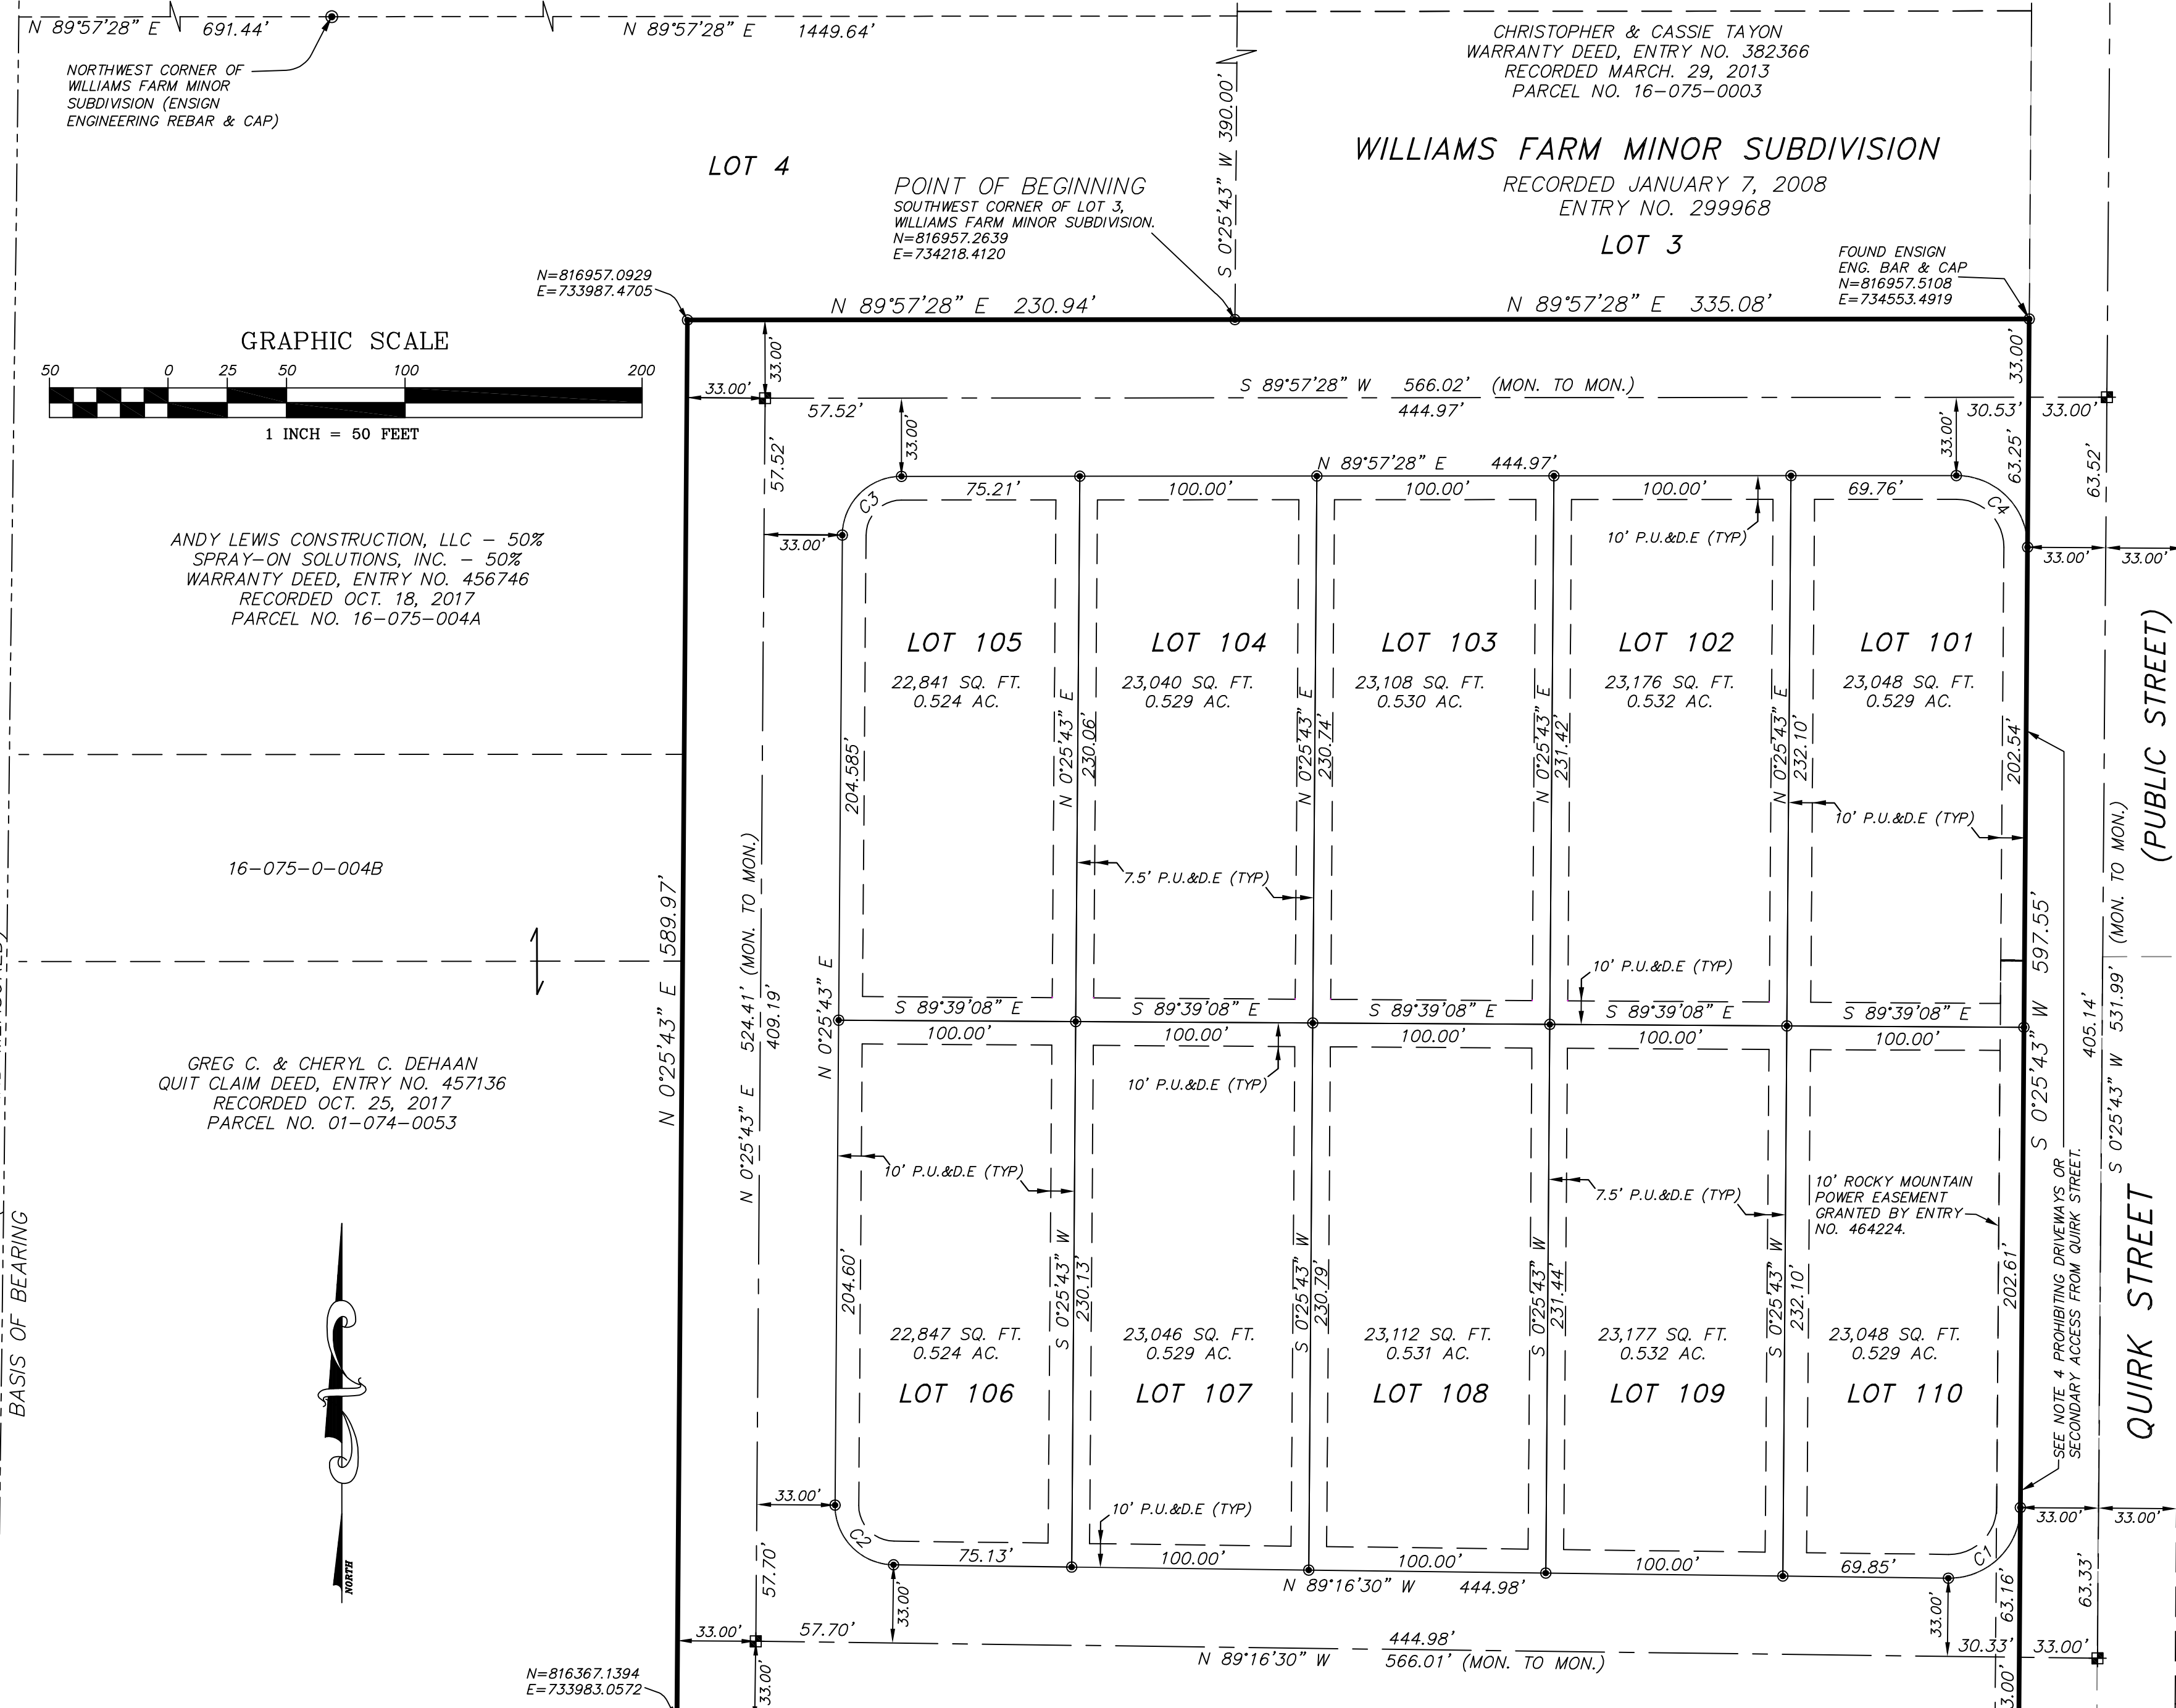 N 89°57'28" E 691.44'
N 89°57'28" E 1449.64'
NORTHWEST CORNER OF
WILLIAMS FARM MINOR
SUBDIVISION (ENSIGN
ENGINEERING REBAR & CAP)
LOT 4
S 0°25'43" W 390.00'
CHRISTOPHER & CASSIE TAYON
WARRANTY DEED, ENTRY NO. 382366
RECORDED MARCH. 29, 2013
PARCEL NO. 16-075-0003
WILLIAMS FARM MINOR SUBDIVISION
RECORDED JANUARY 7, 2008
ENTRY NO. 299968
LOT 3
POINT OF BEGINNING
SOUTHWEST CORNER OF LOT 3,
WILLIAMS FARM MINOR SUBDIVISION.
N=816957.2639
E=734218.4120
FOUND ENSIGN
ENG. BAR & CAP
N=816957.5108
E=734553.4919
N=816957.0929
E=733987.4705
N 89°57'28" E 230.94'
N 89°57'28" E 335.08'
GRAPHIC SCALE
50 0 25 50 100 200
1 INCH = 50 FEET
33.00'
33.00'
33.00'
S 89°57'28" W 566.02' (MON. TO MON.)
57.52'
444.97'
30.53'
33.00'
57.52'
33.00'
33.00'
63.25'
63.52'
N 89°57'28" E 444.97'
C3
75.21'
100.00'
100.00'
100.00'
69.76'
C4
10' P.U.&D.E (TYP)
33.00'
33.00'
33.00'
ANDY LEWIS CONSTRUCTION, LLC - 50%
SPRAY-ON SOLUTIONS, INC. - 50%
WARRANTY DEED, ENTRY NO. 456746
RECORDED OCT. 18, 2017
PARCEL NO. 16-075-004A
LOT 105
22,841 SQ. FT.
0.524 AC.
LOT 104
23,040 SQ. FT.
0.529 AC.
LOT 103
23,108 SQ. FT.
0.530 AC.
LOT 102
23,176 SQ. FT.
0.532 AC.
LOT 101
23,048 SQ. FT.
0.529 AC.
204.585'
N 0°25'43" E
230.06'
N 0°25'43" E
230.74'
N 0°25'43" E
231.42'
N 0°25'43" E
232.10'
202.54'
10' P.U.&D.E (TYP)
7.5' P.U.&D.E (TYP)
10' P.U.&D.E (TYP)
16-075-0-004B
N 0°25'43" E 589.97'
N 0°25'43" E 524.41' (MON. TO MON.)
409.19'
N 0°25'43" E
S 89°39'08" E
S 89°39'08" E
S 89°39'08" E
S 89°39'08" E
S 89°39'08" E
100.00'
100.00'
100.00'
100.00'
100.00'
10' P.U.&D.E (TYP)
S 0°25'43" W 597.55'
405.14'
S 0°25'43" W 531.99' (MON. TO MON.)
(PUBLIC STREET)
QUIRK STREET
SEE NOTE 4 PROHIBITING DRIVEWAYS OR
SECONDARY ACCESS FROM QUIRK STREET.
GREG C. & CHERYL C. DEHAAN
QUIT CLAIM DEED, ENTRY NO. 457136
RECORDED OCT. 25, 2017
PARCEL NO. 01-074-0053
10' P.U.&D.E (TYP)
7.5' P.U.&D.E (TYP)
10' ROCKY MOUNTAIN
POWER EASEMENT
GRANTED BY ENTRY
NO. 464224.
204.60'
S 0°25'43" W
230.13'
S 0°25'43" W
230.79'
S 0°25'43" W
231.44'
S 0°25'43" W
232.10'
202.61'
22,847 SQ. FT.
0.524 AC.
LOT 106
23,046 SQ. FT.
0.529 AC.
LOT 107
23,112 SQ. FT.
0.531 AC.
LOT 108
23,177 SQ. FT.
0.532 AC.
LOT 109
23,048 SQ. FT.
0.529 AC.
LOT 110
BASIS OF BEARING
NORTH
33.00'
10' P.U.&D.E (TYP)
33.00'
33.00'
C2
75.13'
100.00'
100.00'
100.00'
69.85'
C1
N 89°16'30" W 444.98'
57.70'
33.00'
33.00'
63.16'
63.33'
33.00'
57.70'
444.98'
30.33'
33.00'
N 89°16'30" W 566.01' (MON. TO MON.)
N=816367.1394
E=733983.0572
33.00'